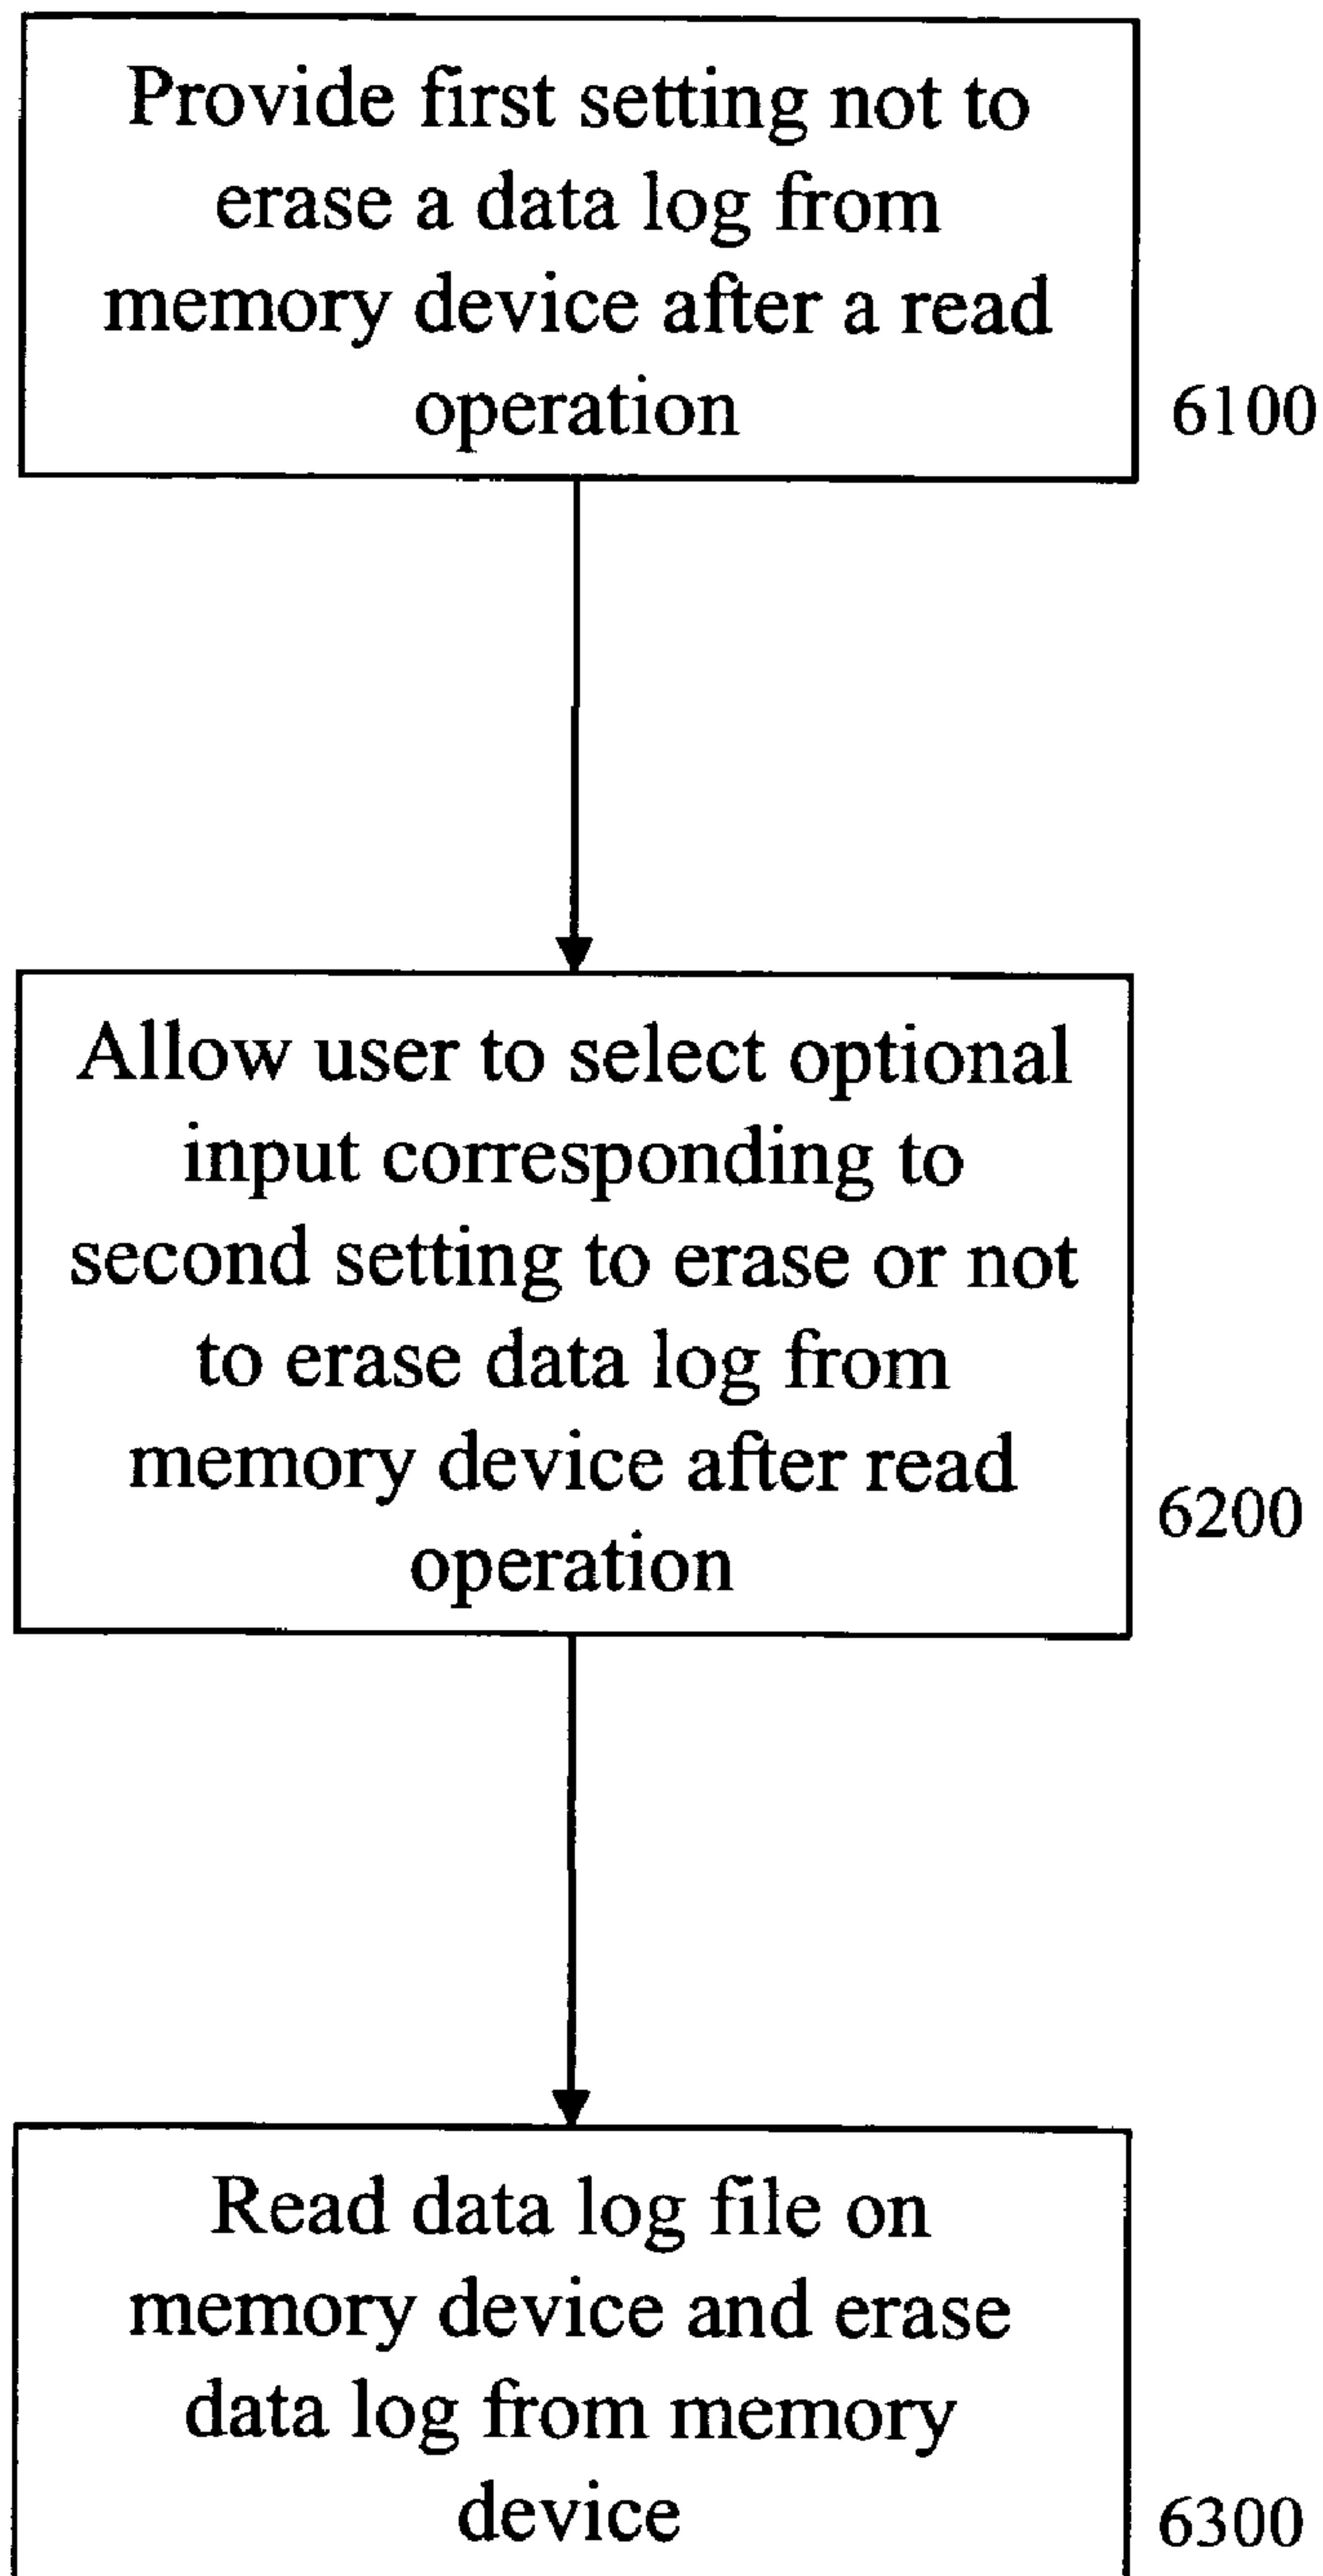 Provide first setting not to
erase a data log from
memory device after a read
operation
6100
Allow user to select optional
input corresponding to
second setting to erase or not
to erase data log from
memory device after read
operation
6200
Read data log file on
memory device and erase
data log from memory
device
6300